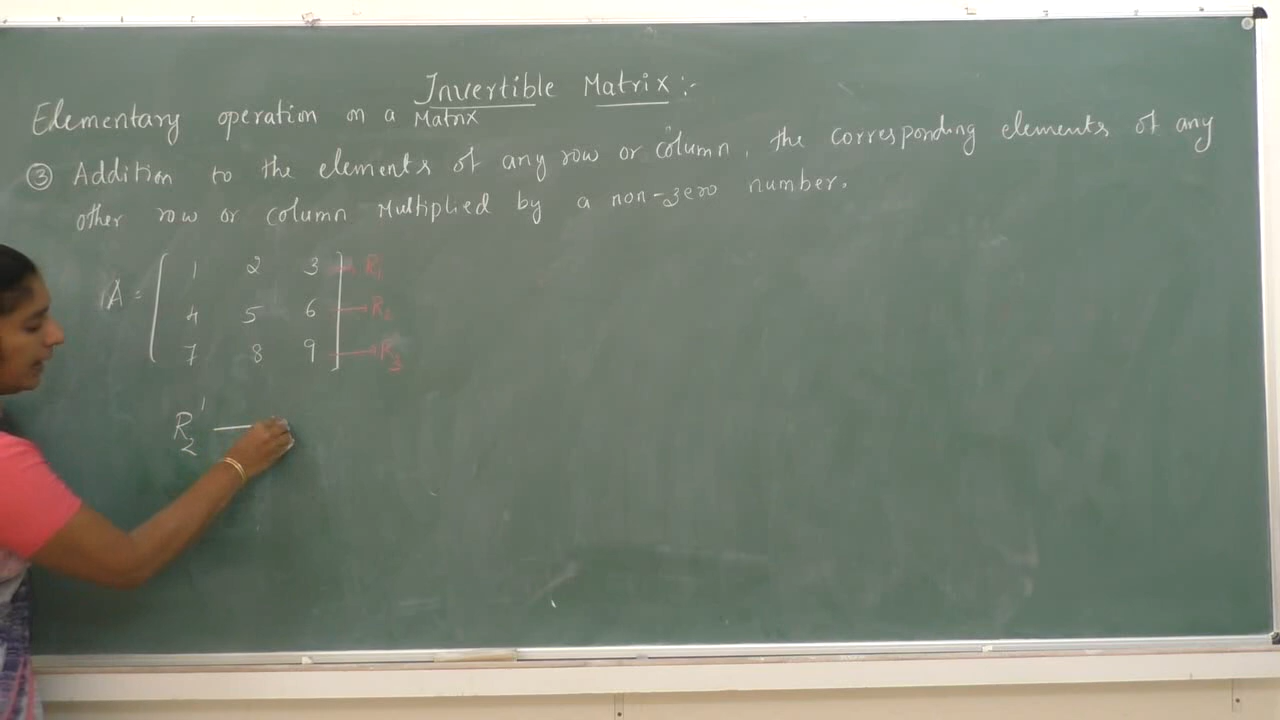 Invertible Matrix:-
Elementary operation on a Matrix
③ Addition to the elements of any row or column, the corresponding elements of any
other row or column Multiplied by a non-zero number.
A = [ 1 2 3 ] → R1
4 5 6 → R2
7 8 9 → R3
R2' —